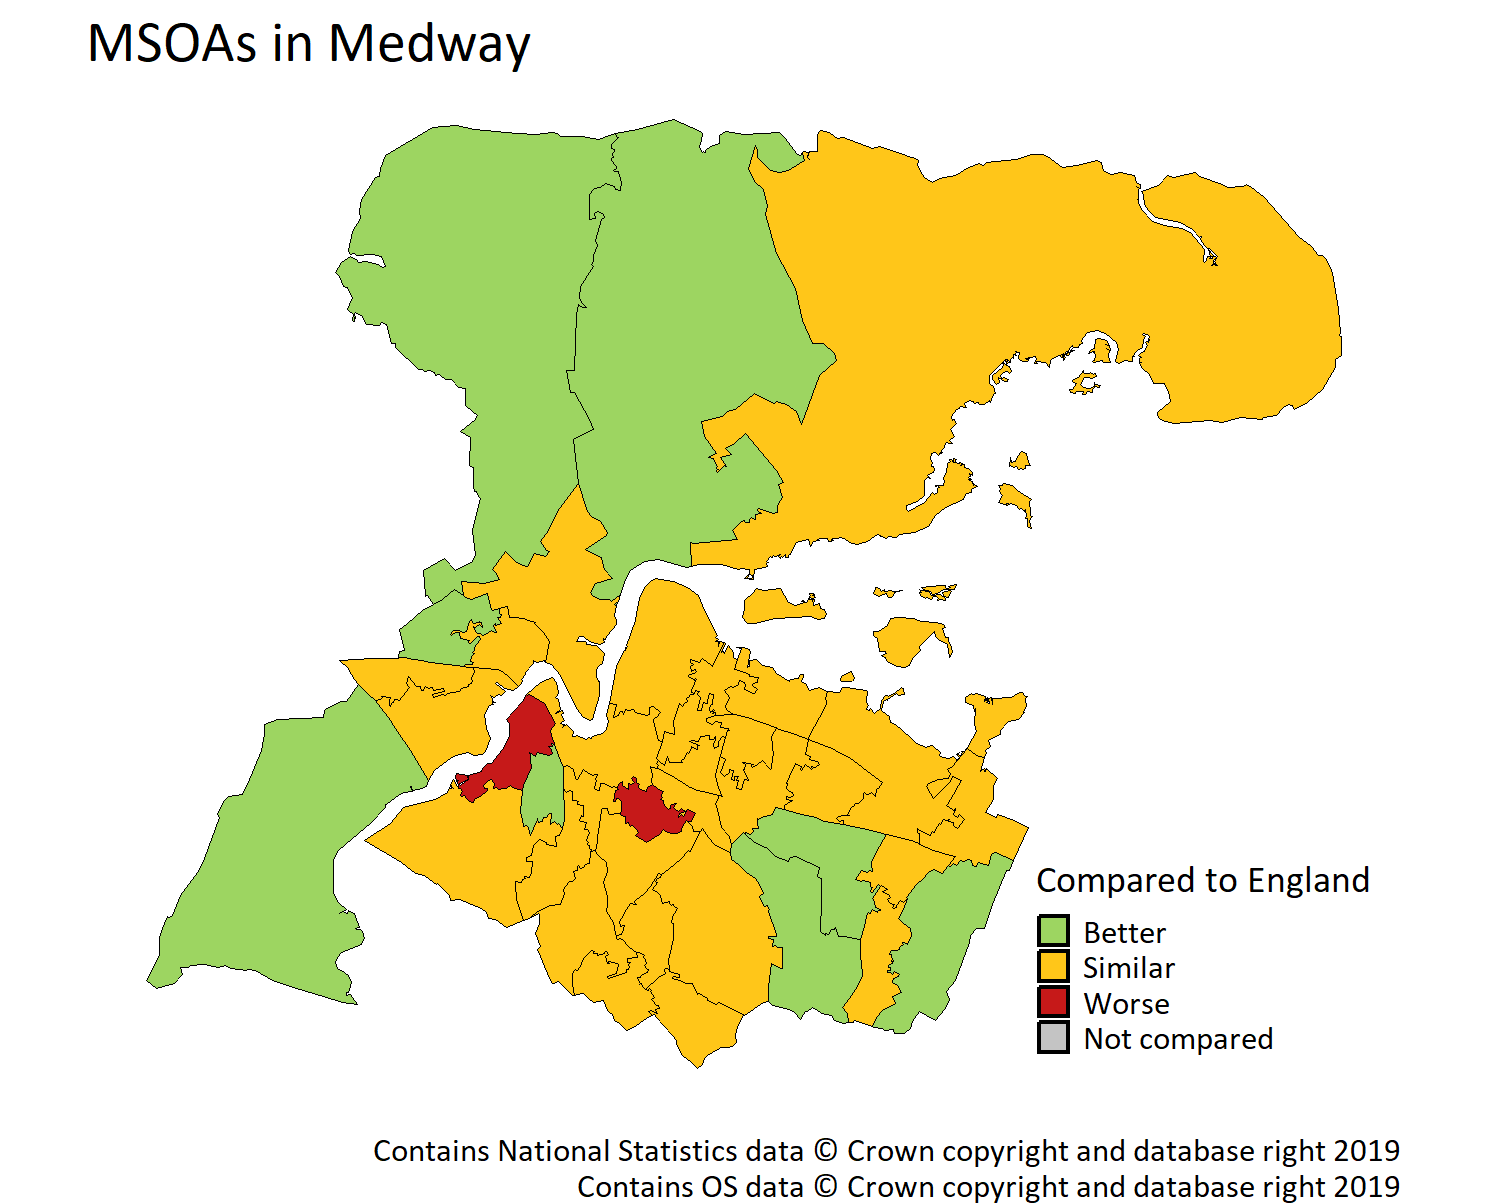 MSOAs in Medway
Compared to England
Better
Similar
Worse
Not compared
Contains National Statistics data © Crown copyright and database right 2019
Contains OS data © Crown copyright and database right 2019